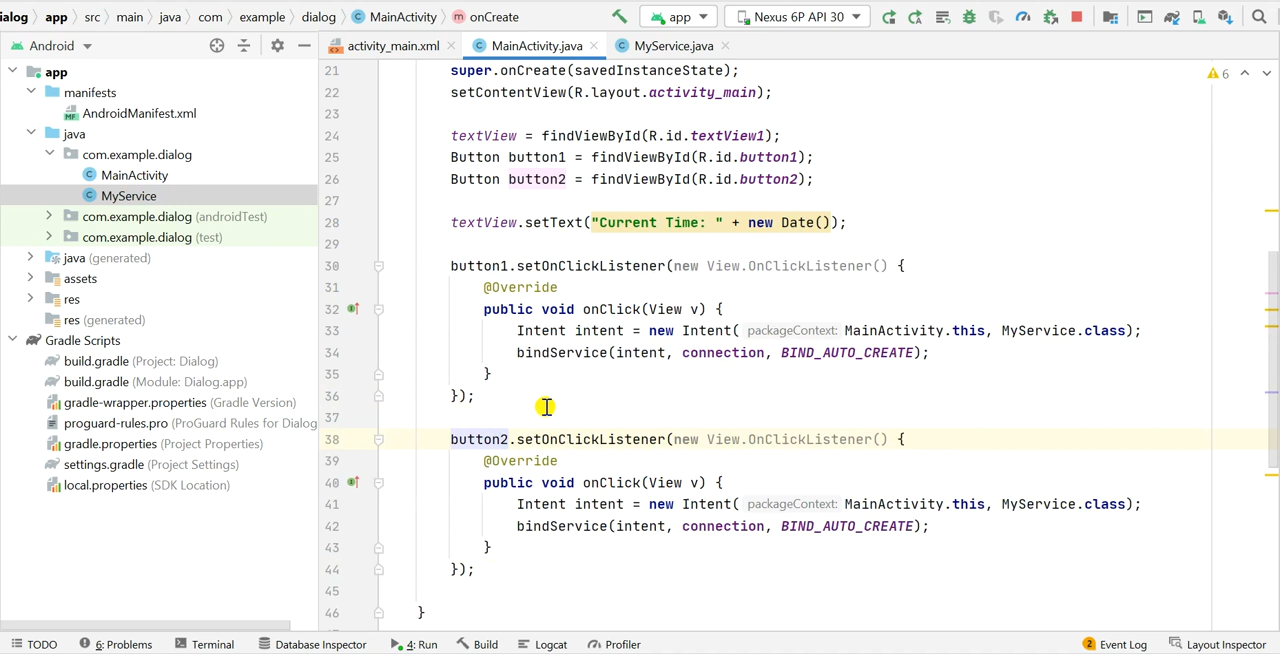 ialog app src main java com example dialog MainActivity onCreate app Nexus 6P API 30
Android activity_main.xml MainActivity.java MyService.java
app
manifests
AndroidManifest.xml
java
com.example.dialog
MainActivity
MyService
com.example.dialog (androidTest)
com.example.dialog (test)
java (generated)
assets
res
res (generated)
Gradle Scripts
build.gradle (Project: Dialog)
build.gradle (Module: Dialog.app)
gradle-wrapper.properties (Gradle Version)
proguard-rules.pro (ProGuard Rules for Dialog
gradle.properties (Project Properties)
settings.gradle (Project Settings)
local.properties (SDK Location)
6
21 super.onCreate(savedInstanceState);
22 setContentView(R.layout.activity_main);
23
24 textView = findViewById(R.id.textView1);
25 Button button1 = findViewById(R.id.button1);
26 Button button2 = findViewById(R.id.button2);
27
28 textView.setText("Current Time: " + new Date());
29
30 button1.setOnClickListener(new View.OnClickListener() {
31 @Override
32 public void onClick(View v) {
33 Intent intent = new Intent( packageContext: MainActivity.this, MyService.class);
34 bindService(intent, connection, BIND_AUTO_CREATE);
35 }
36 });
37
38 button2.setOnClickListener(new View.OnClickListener() {
39 @Override
40 public void onClick(View v) {
41 Intent intent = new Intent( packageContext: MainActivity.this, MyService.class);
42 bindService(intent, connection, BIND_AUTO_CREATE);
43 }
44 });
45
46 }
TODO 6: Problems Terminal Database Inspector 4: Run Build Logcat Profiler 2 Event Log Layout Inspector